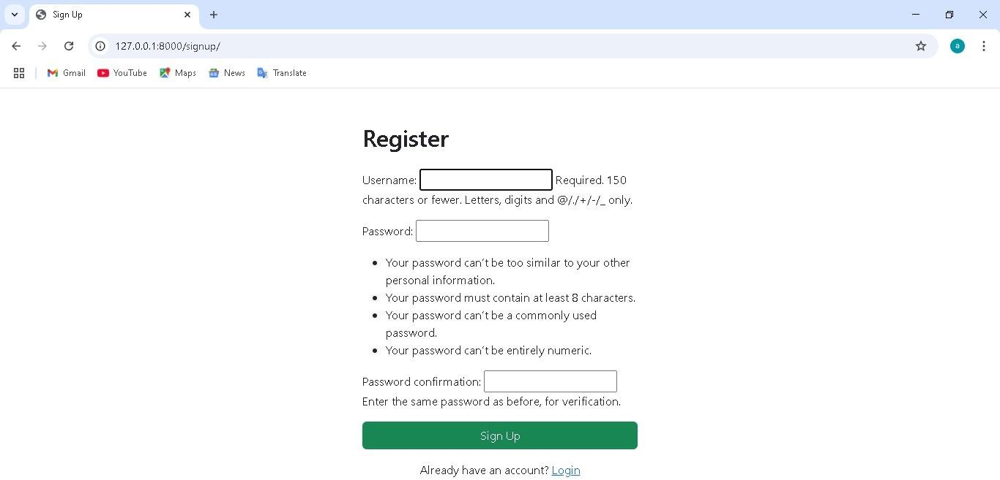 Sign Up
127.0.0.1:8000/signup/
a
Gmail YouTube Maps News Translate
Register
Username: Required. 150
characters or fewer. Letters, digits and @/./+/-/_ only.
Password:
• Your password can’t be too similar to your other
personal information.
• Your password must contain at least 8 characters.
• Your password can’t be a commonly used
password.
• Your password can’t be entirely numeric.
Password confirmation:
Enter the same password as before, for verification.
Sign Up
Already have an account? Login